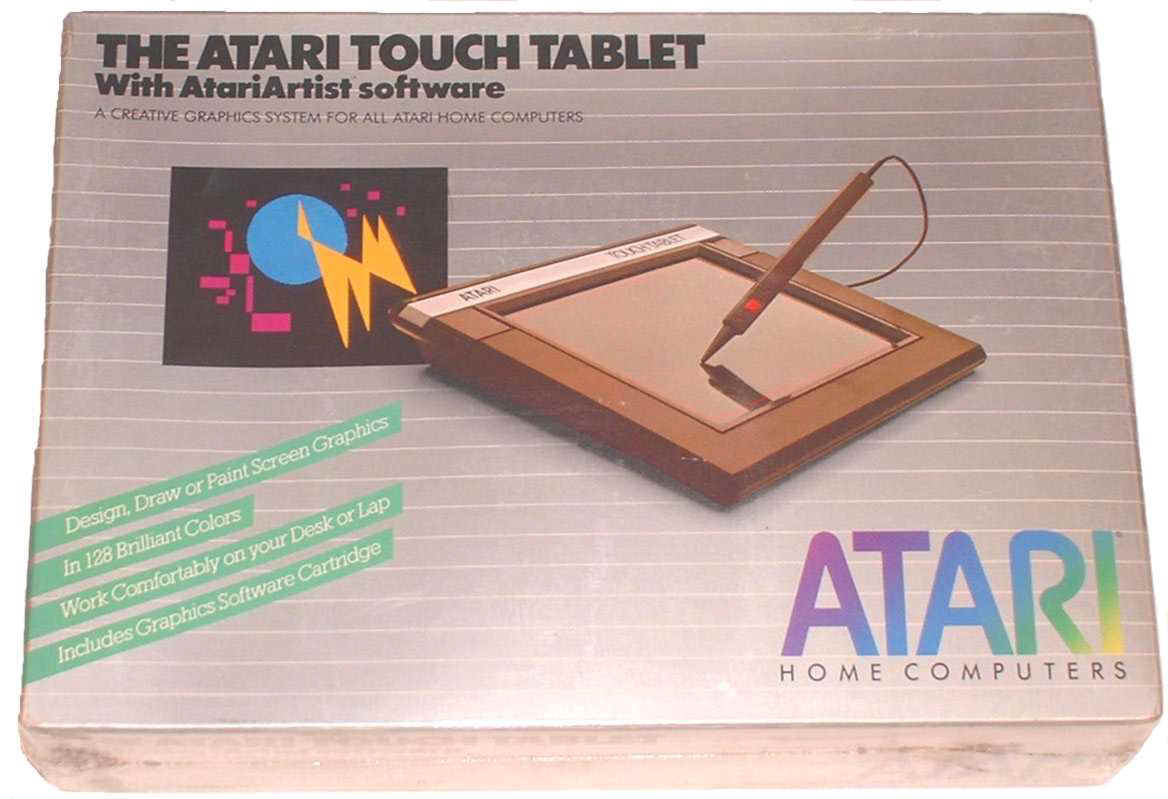 THE ATARI TOUCH TABLET
With AtariArtist software
A CREATIVE GRAPHICS SYSTEM FOR ALL ATARI HOME COMPUTERS
ATARI TOUCH TABLET
Design, Draw or Paint Screen Graphics
In 128 Brilliant Colors
Work Comfortably on your Desk or Lap
Includes Graphics Software Cartridge
ATARI
HOME COMPUTERS